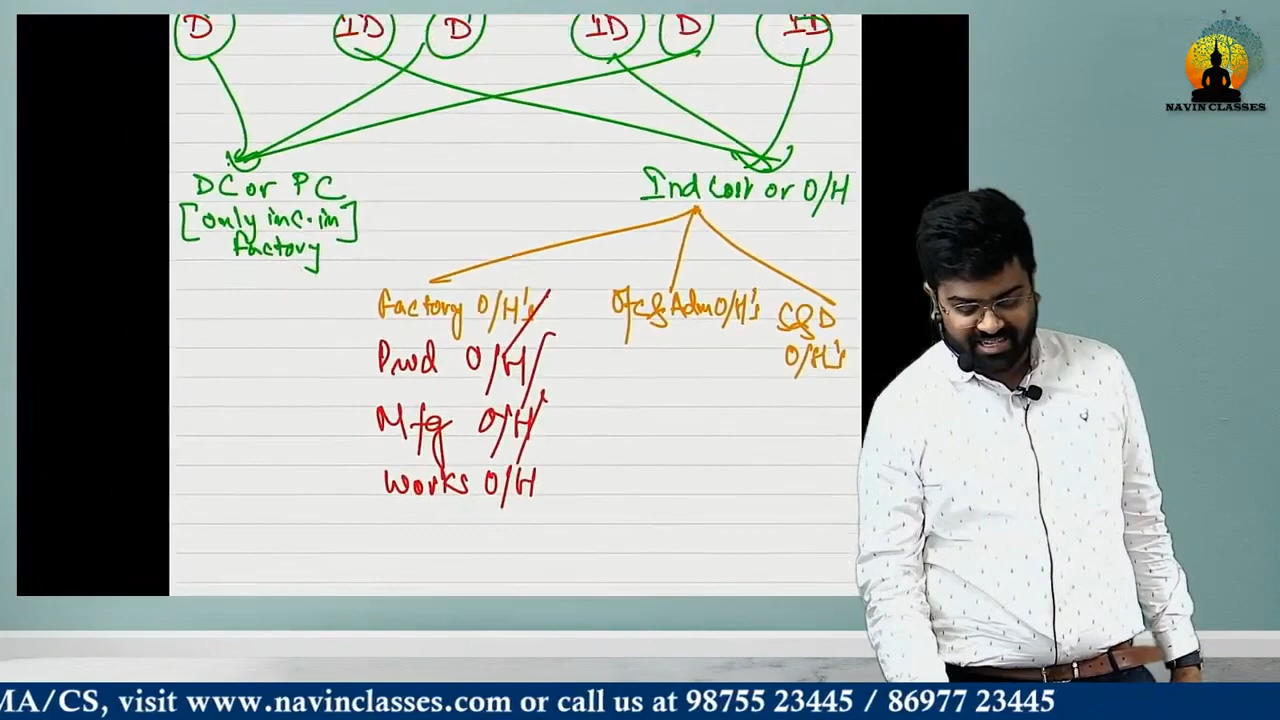 D ID D ID D ID
NAVIN CLASSES
DC or PC
[only inc. in]
factory
Ind Cost or O/H
Factory O/H's
Prod O/H
Mfg O/H
Works O/H
Ofc & Adm O/H's
S & D
O/H's
MA/CS, visit www.navinclasses.com or call us at 98755 23445 / 86977 23445